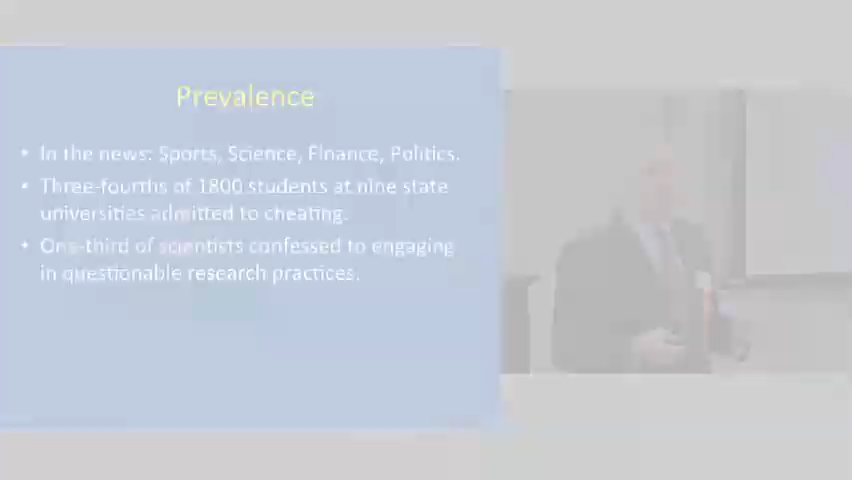 Prevalence
• In the news: Sports, Science, Finance, Politics.
• Three-fourths of 1800 students at nine state
universities admitted to cheating.
• One-third of scientists confessed to engaging
in questionable research practices.